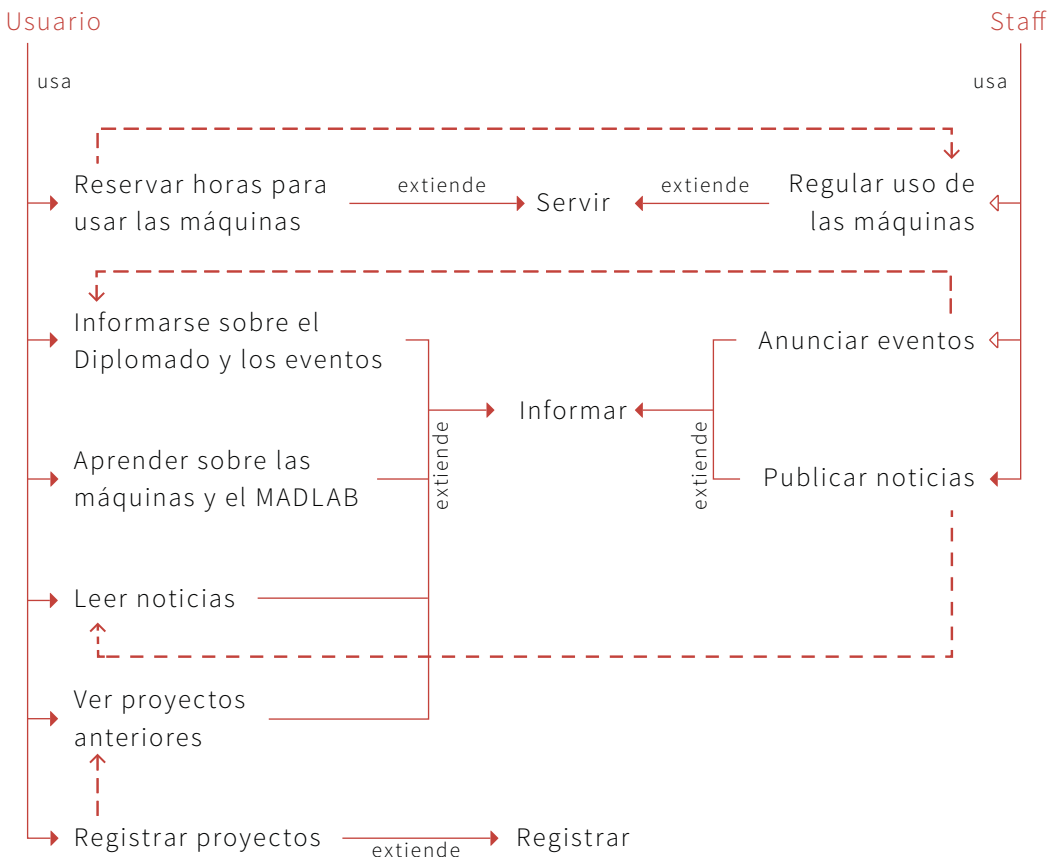 Usuario
Staff
usa
usa
Reservar horas para
usar las máquinas
extiende
Servir
extiende
Regular uso de
las máquinas
Informarse sobre el
Diplomado y los eventos
Anunciar eventos
Informar
extiende
extiende
Aprender sobre las
máquinas y el MADLAB
Publicar noticias
Leer noticias
Ver proyectos
anteriores
Registrar proyectos
extiende
Registrar